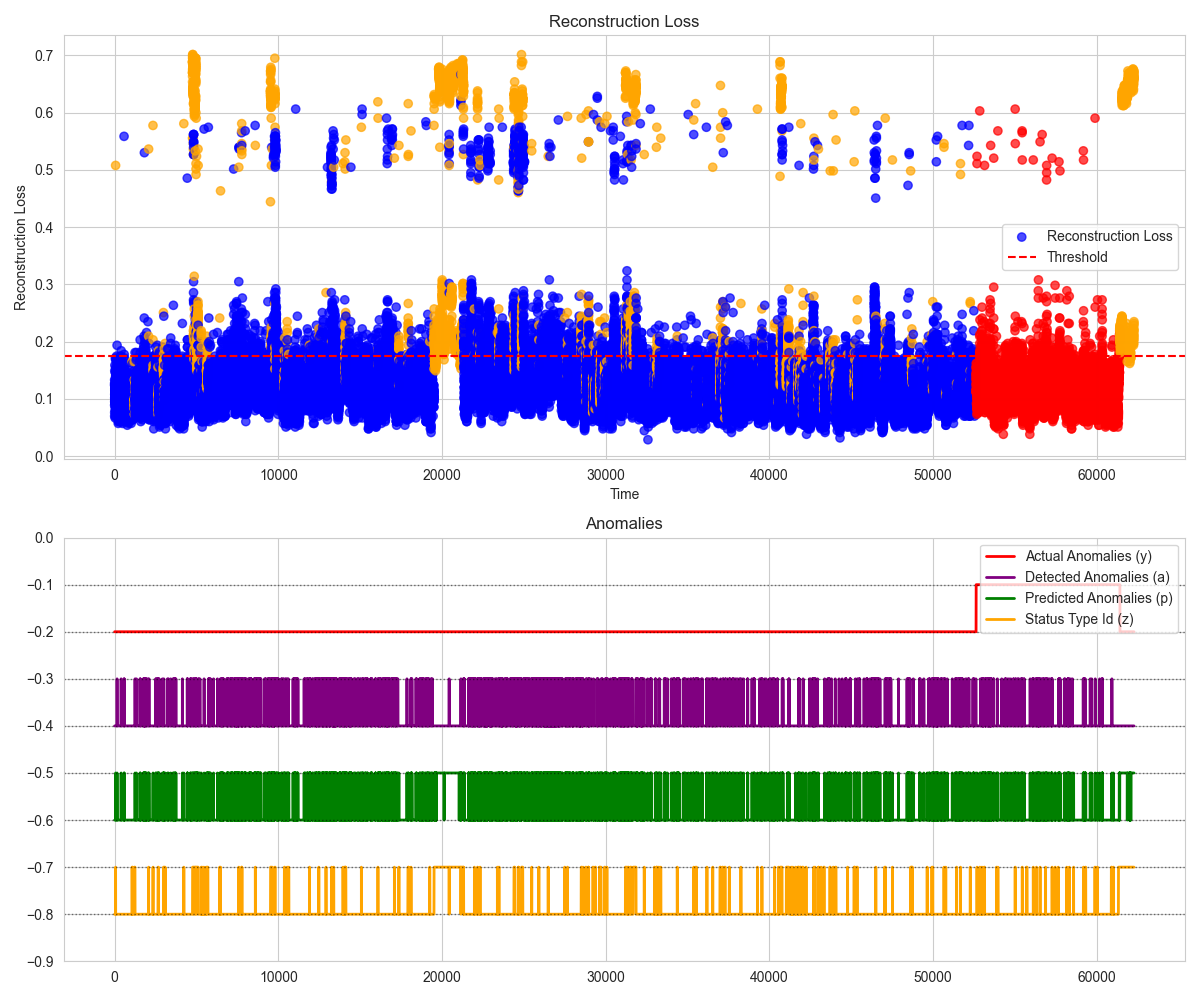 Reconstruction Loss
0.7
0.6
0.5
0.4
0.3
0.2
0.1
0.0
Reconstruction Loss
Reconstruction Loss
Threshold
0 10000 20000 30000 40000 50000 60000
Time
Anomalies
0.0
−0.1
−0.2
−0.3
−0.4
−0.5
−0.6
−0.7
−0.8
−0.9
Actual Anomalies (y)
Detected Anomalies (a)
Predicted Anomalies (p)
Status Type Id (z)
0 10000 20000 30000 40000 50000 60000